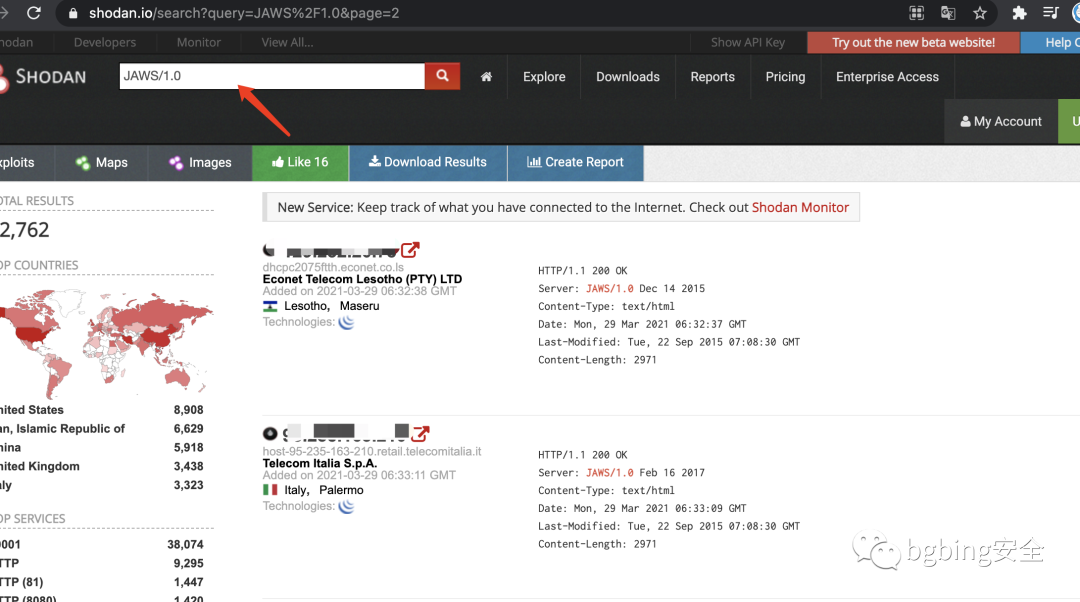 shodan.io/search?query=JAWS%2F1.0&page=2
hodan Developers Monitor View All... Show API Key Try out the new beta website! Help C
SHODAN JAWS/1.0 Explore Downloads Reports Pricing Enterprise Access
My Account U
xploits Maps Images Like 16 Download Results Create Report
OTAL RESULTS
2,762
OP COUNTRIES
nited States 8,908
an, Islamic Republic of 6,629
hina 5,918
nited Kingdom 3,438
aly 3,323
OP SERVICES
001 38,074
TTP 9,295
TTP (81) 1,447
TTP (8080) 1,420
New Service: Keep track of what you have connected to the Internet. Check out Shodan Monitor
dhcpc2075ftth.econet.co.ls
Econet Telecom Lesotho (PTY) LTD
Added on 2021-03-29 06:32:38 GMT
Lesotho, Maseru
Technologies:
HTTP/1.1 200 OK
Server: JAWS/1.0 Dec 14 2015
Content-Type: text/html
Date: Mon, 29 Mar 2021 06:32:37 GMT
Last-Modified: Tue, 22 Sep 2015 07:08:30 GMT
Content-Length: 2971
host-95-235-163-210.retail.telecomitalia.it
Telecom Italia S.p.A.
Added on 2021-03-29 06:33:11 GMT
Italy, Palermo
Technologies:
HTTP/1.1 200 OK
Server: JAWS/1.0 Feb 16 2017
Content-Type: text/html
Date: Mon, 29 Mar 2021 06:33:09 GMT
Last-Modified: Tue, 22 Sep 2015 07:08:30 GMT
Content-Length: 2971
bgbing安全